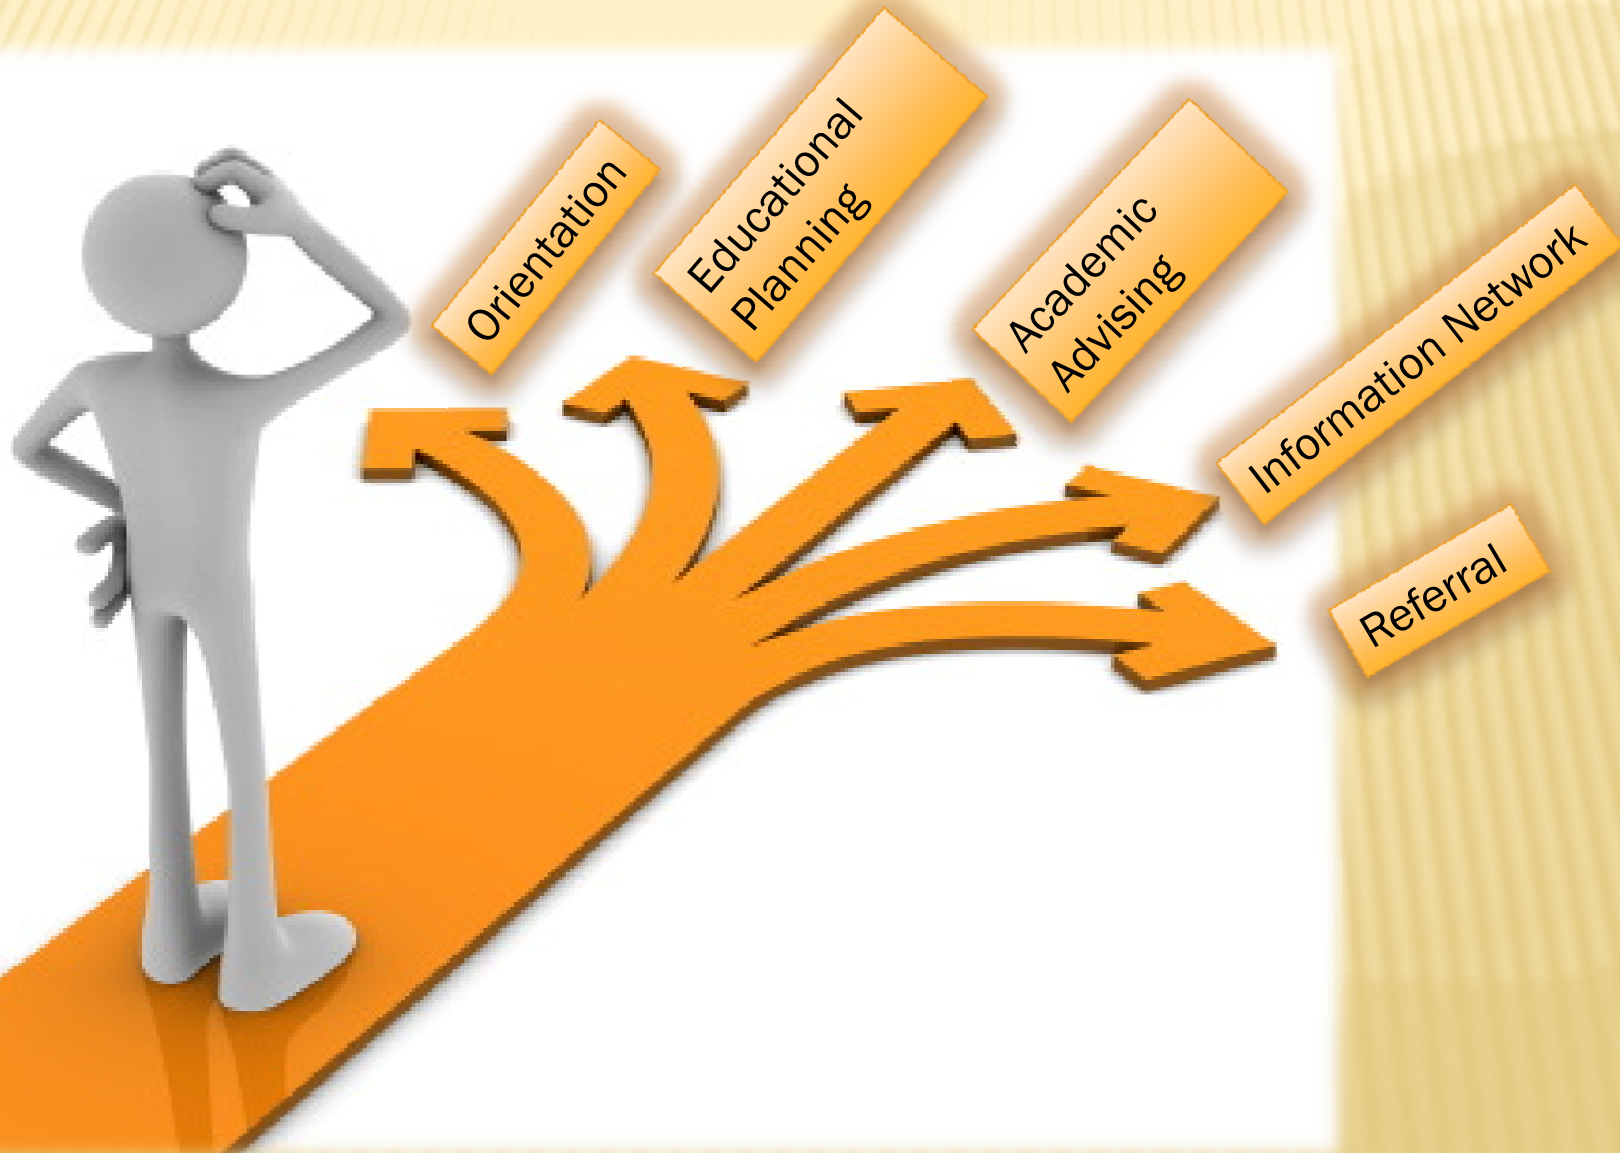 Orientation
Educational
Planning
Academic
Advising
Information Network
Referral